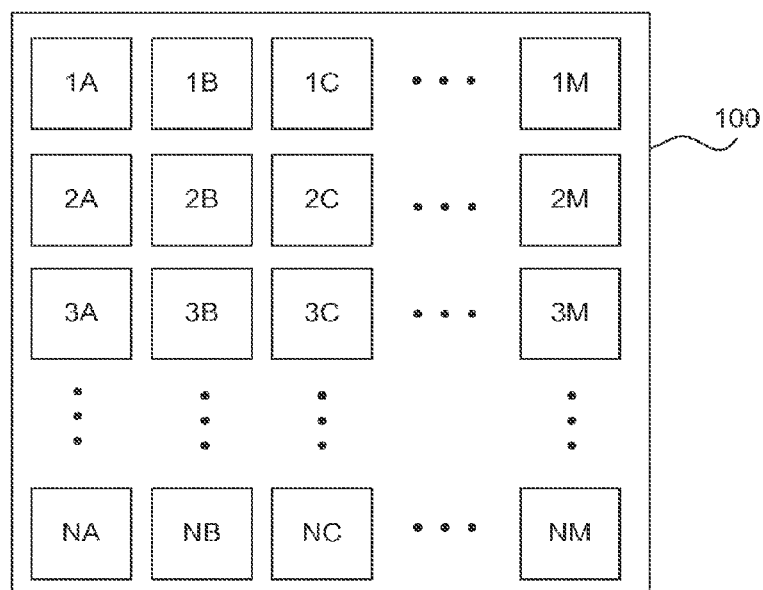 1A 1B 1C • • • 1M
100
2A 2B 2C • • • 2M
3A 3B 3C • • • 3M
NA NB NC • • • NM